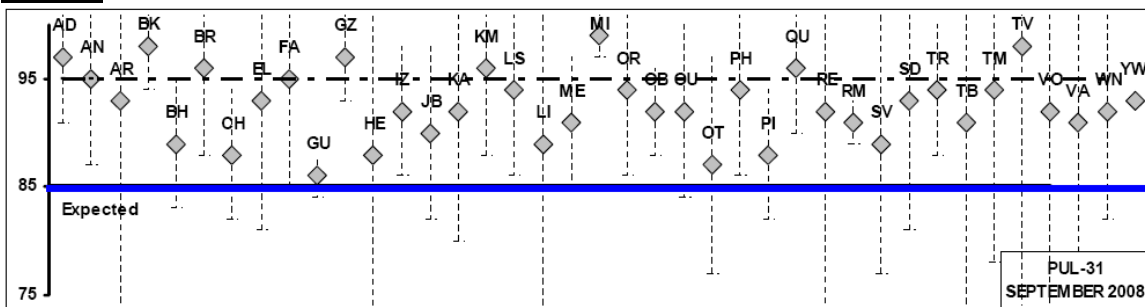 95
85
75
AD
AN
AR
BK
BH
BR
CH
EL
FA
GU
GZ
HE
IZ
JB
KA
KM
LS
LI
ME
MI
OR
OB
OU
OT
PH
PI
QU
RE
RM
SV
SD
TR
TB
TM
TV
VO
VA
WN
YW
Expected
PUL-31
SEPTEMBER 2008